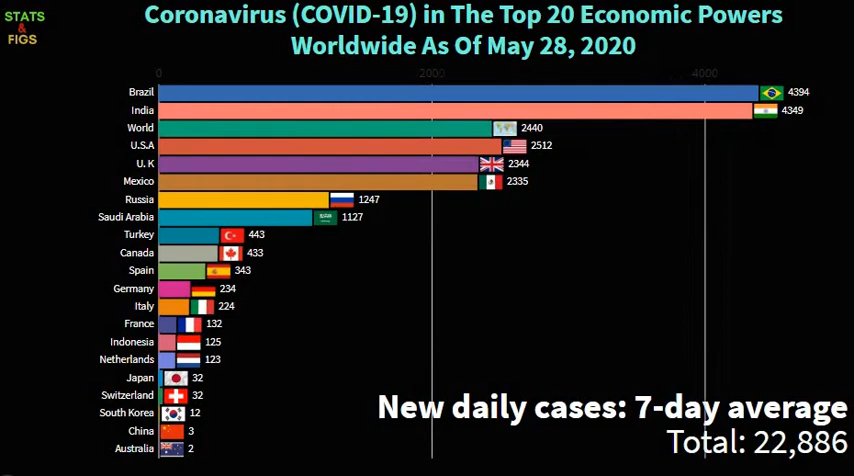 STATS
&
FIGS
Coronavirus (COVID-19) in The Top 20 Economic Powers
Worldwide As Of May 28, 2020
0 2000 4000
Brazil 4394
India 4349
World 2440
U.S.A 2512
U. K 2344
Mexico 2335
Russia 1247
Saudi Arabia 1127
Turkey 443
Canada 433
Spain 343
Germany 234
Italy 224
France 132
Indonesia 125
Netherlands 123
Japan 32
Switzerland 32
South Korea 12
China 3
Australia 2
New daily cases: 7-day average
Total: 22,886